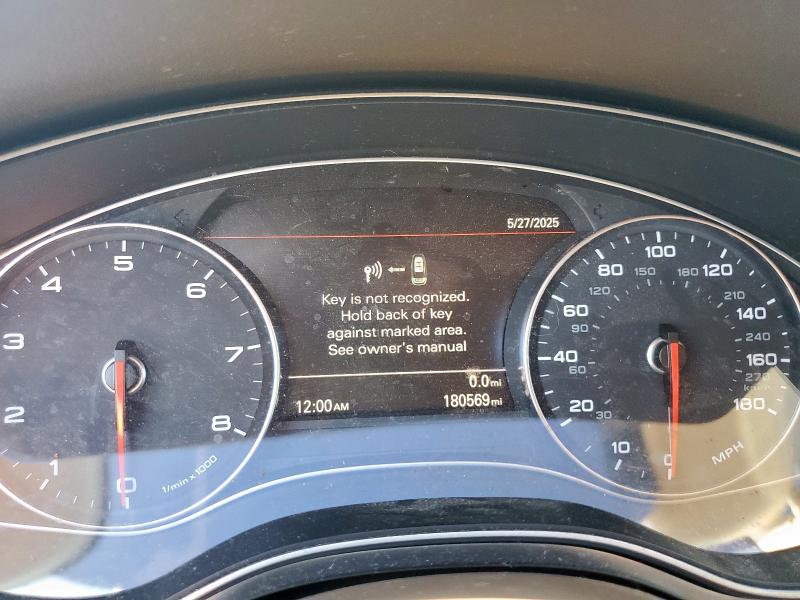 5/27/2025
Key is not recognized.
Hold back of key
against marked area.
See owner's manual
0.0mi
12:00AM 180569mi
0 1 2 3 4 5 6 7 8
1/min x 1000
0 10 20 40 60 80 100 120 140 160 180
30 60 90 120 150 180 210 240 270
km/h
MPH